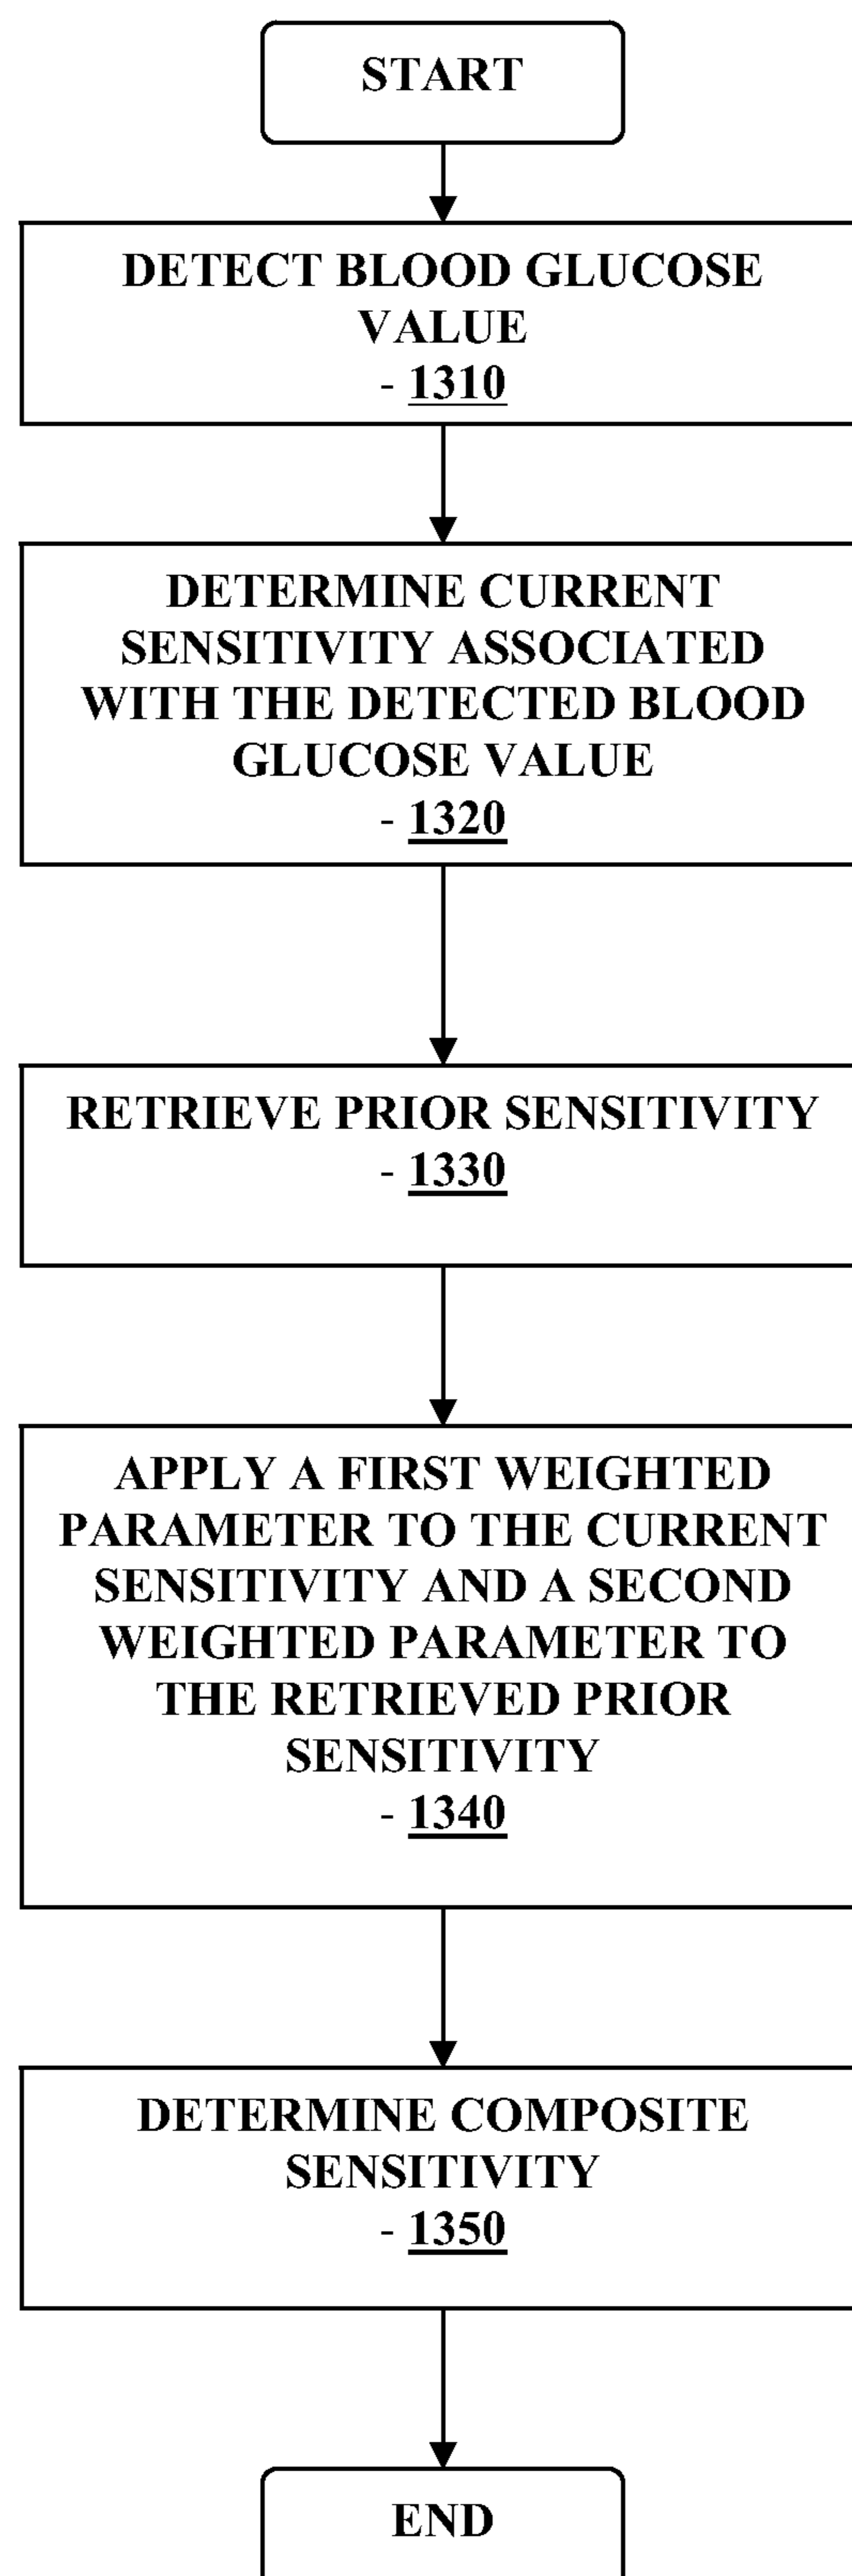 START
DETECT BLOOD GLUCOSE
VALUE
- 1310
DETERMINE CURRENT
SENSITIVITY ASSOCIATED
WITH THE DETECTED BLOOD
GLUCOSE VALUE
- 1320
RETRIEVE PRIOR SENSITIVITY
- 1330
APPLY A FIRST WEIGHTED
PARAMETER TO THE CURRENT
SENSITIVITY AND A SECOND
WEIGHTED PARAMETER TO
THE RETRIEVED PRIOR
SENSITIVITY
- 1340
DETERMINE COMPOSITE
SENSITIVITY
- 1350
END